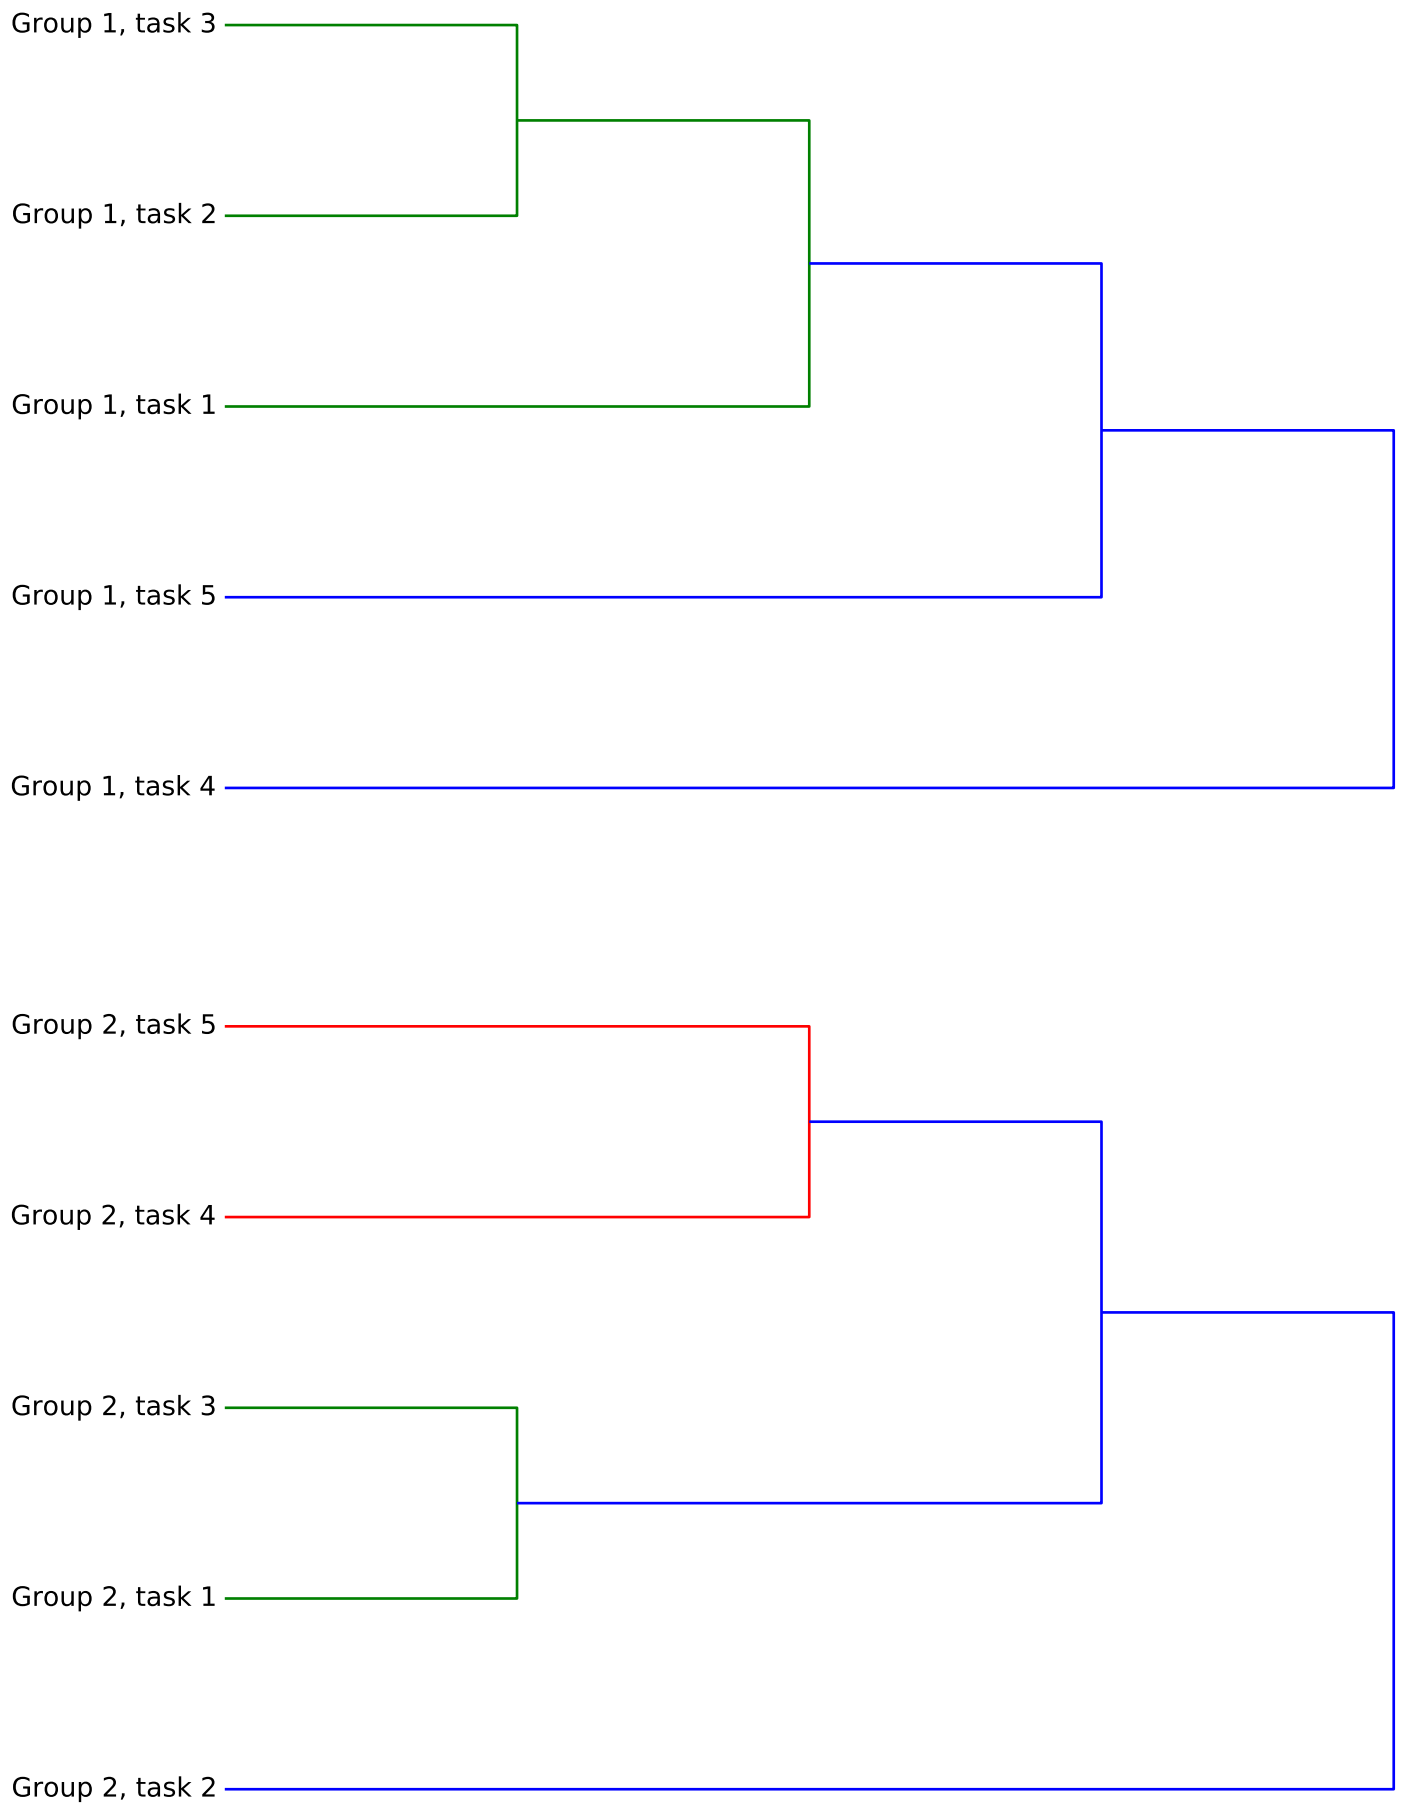 Group 1, task 3
Group 1, task 2
Group 1, task 1
Group 1, task 5
Group 1, task 4
Group 2, task 5
Group 2, task 4
Group 2, task 3
Group 2, task 1
Group 2, task 2